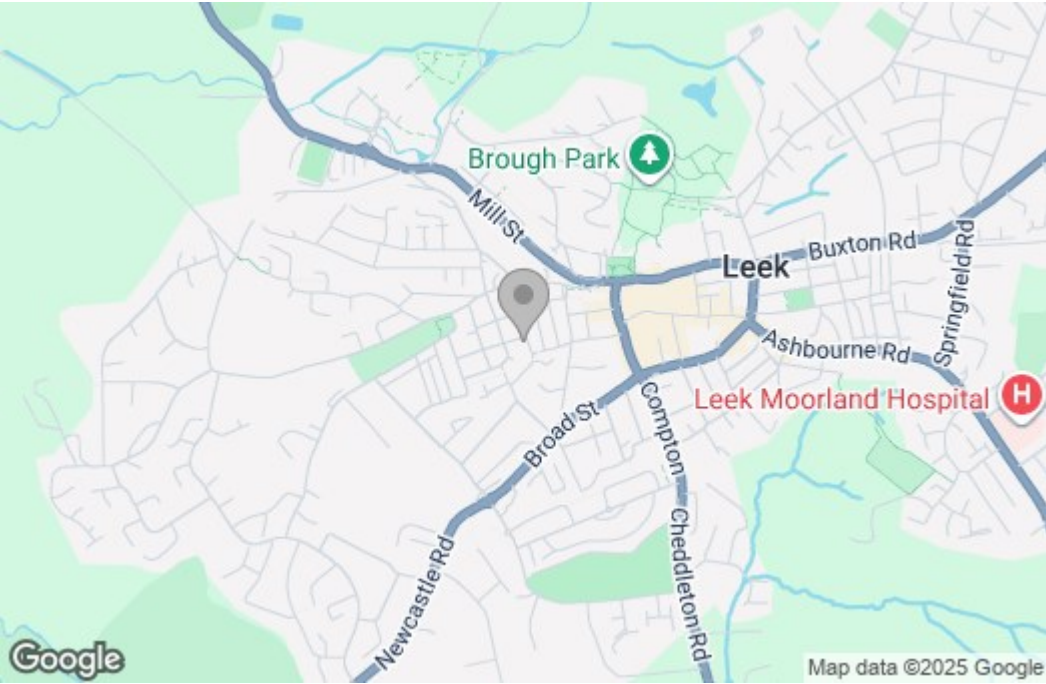 Brough Park
Mill St
Buxton Rd
Leek
Springfield Rd
Ashbourne Rd
Leek Moorland Hospital
H
Compton
Broad St
Cheddleton Rd
Newcastle Rd
Google
Map data ©2025 Google